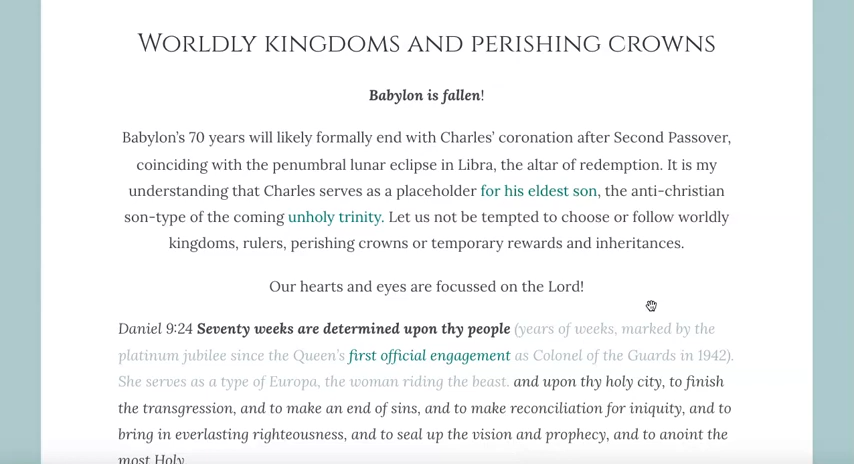 Worldly kingdoms and perishing crowns
Babylon is fallen!
Babylon's 70 years will likely formally end with Charles' coronation after Second Passover,
coinciding with the penumbral lunar eclipse in Libra, the altar of redemption. It is my
understanding that Charles serves as a placeholder for his eldest son, the anti-christian
son-type of the coming unholy trinity. Let us not be tempted to choose or follow worldly
kingdoms, rulers, perishing crowns or temporary rewards and inheritances.
Our hearts and eyes are focussed on the Lord!
Daniel 9:24 Seventy weeks are determined upon thy people (years of weeks, marked by the
platinum jubilee since the Queen's first official engagement as Colonel of the Guards in 1942).
She serves as a type of Europa, the woman riding the beast. and upon thy holy city, to finish
the transgression, and to make an end of sins, and to make reconciliation for iniquity, and to
bring in everlasting righteousness, and to seal up the vision and prophecy, and to anoint the
most Holy